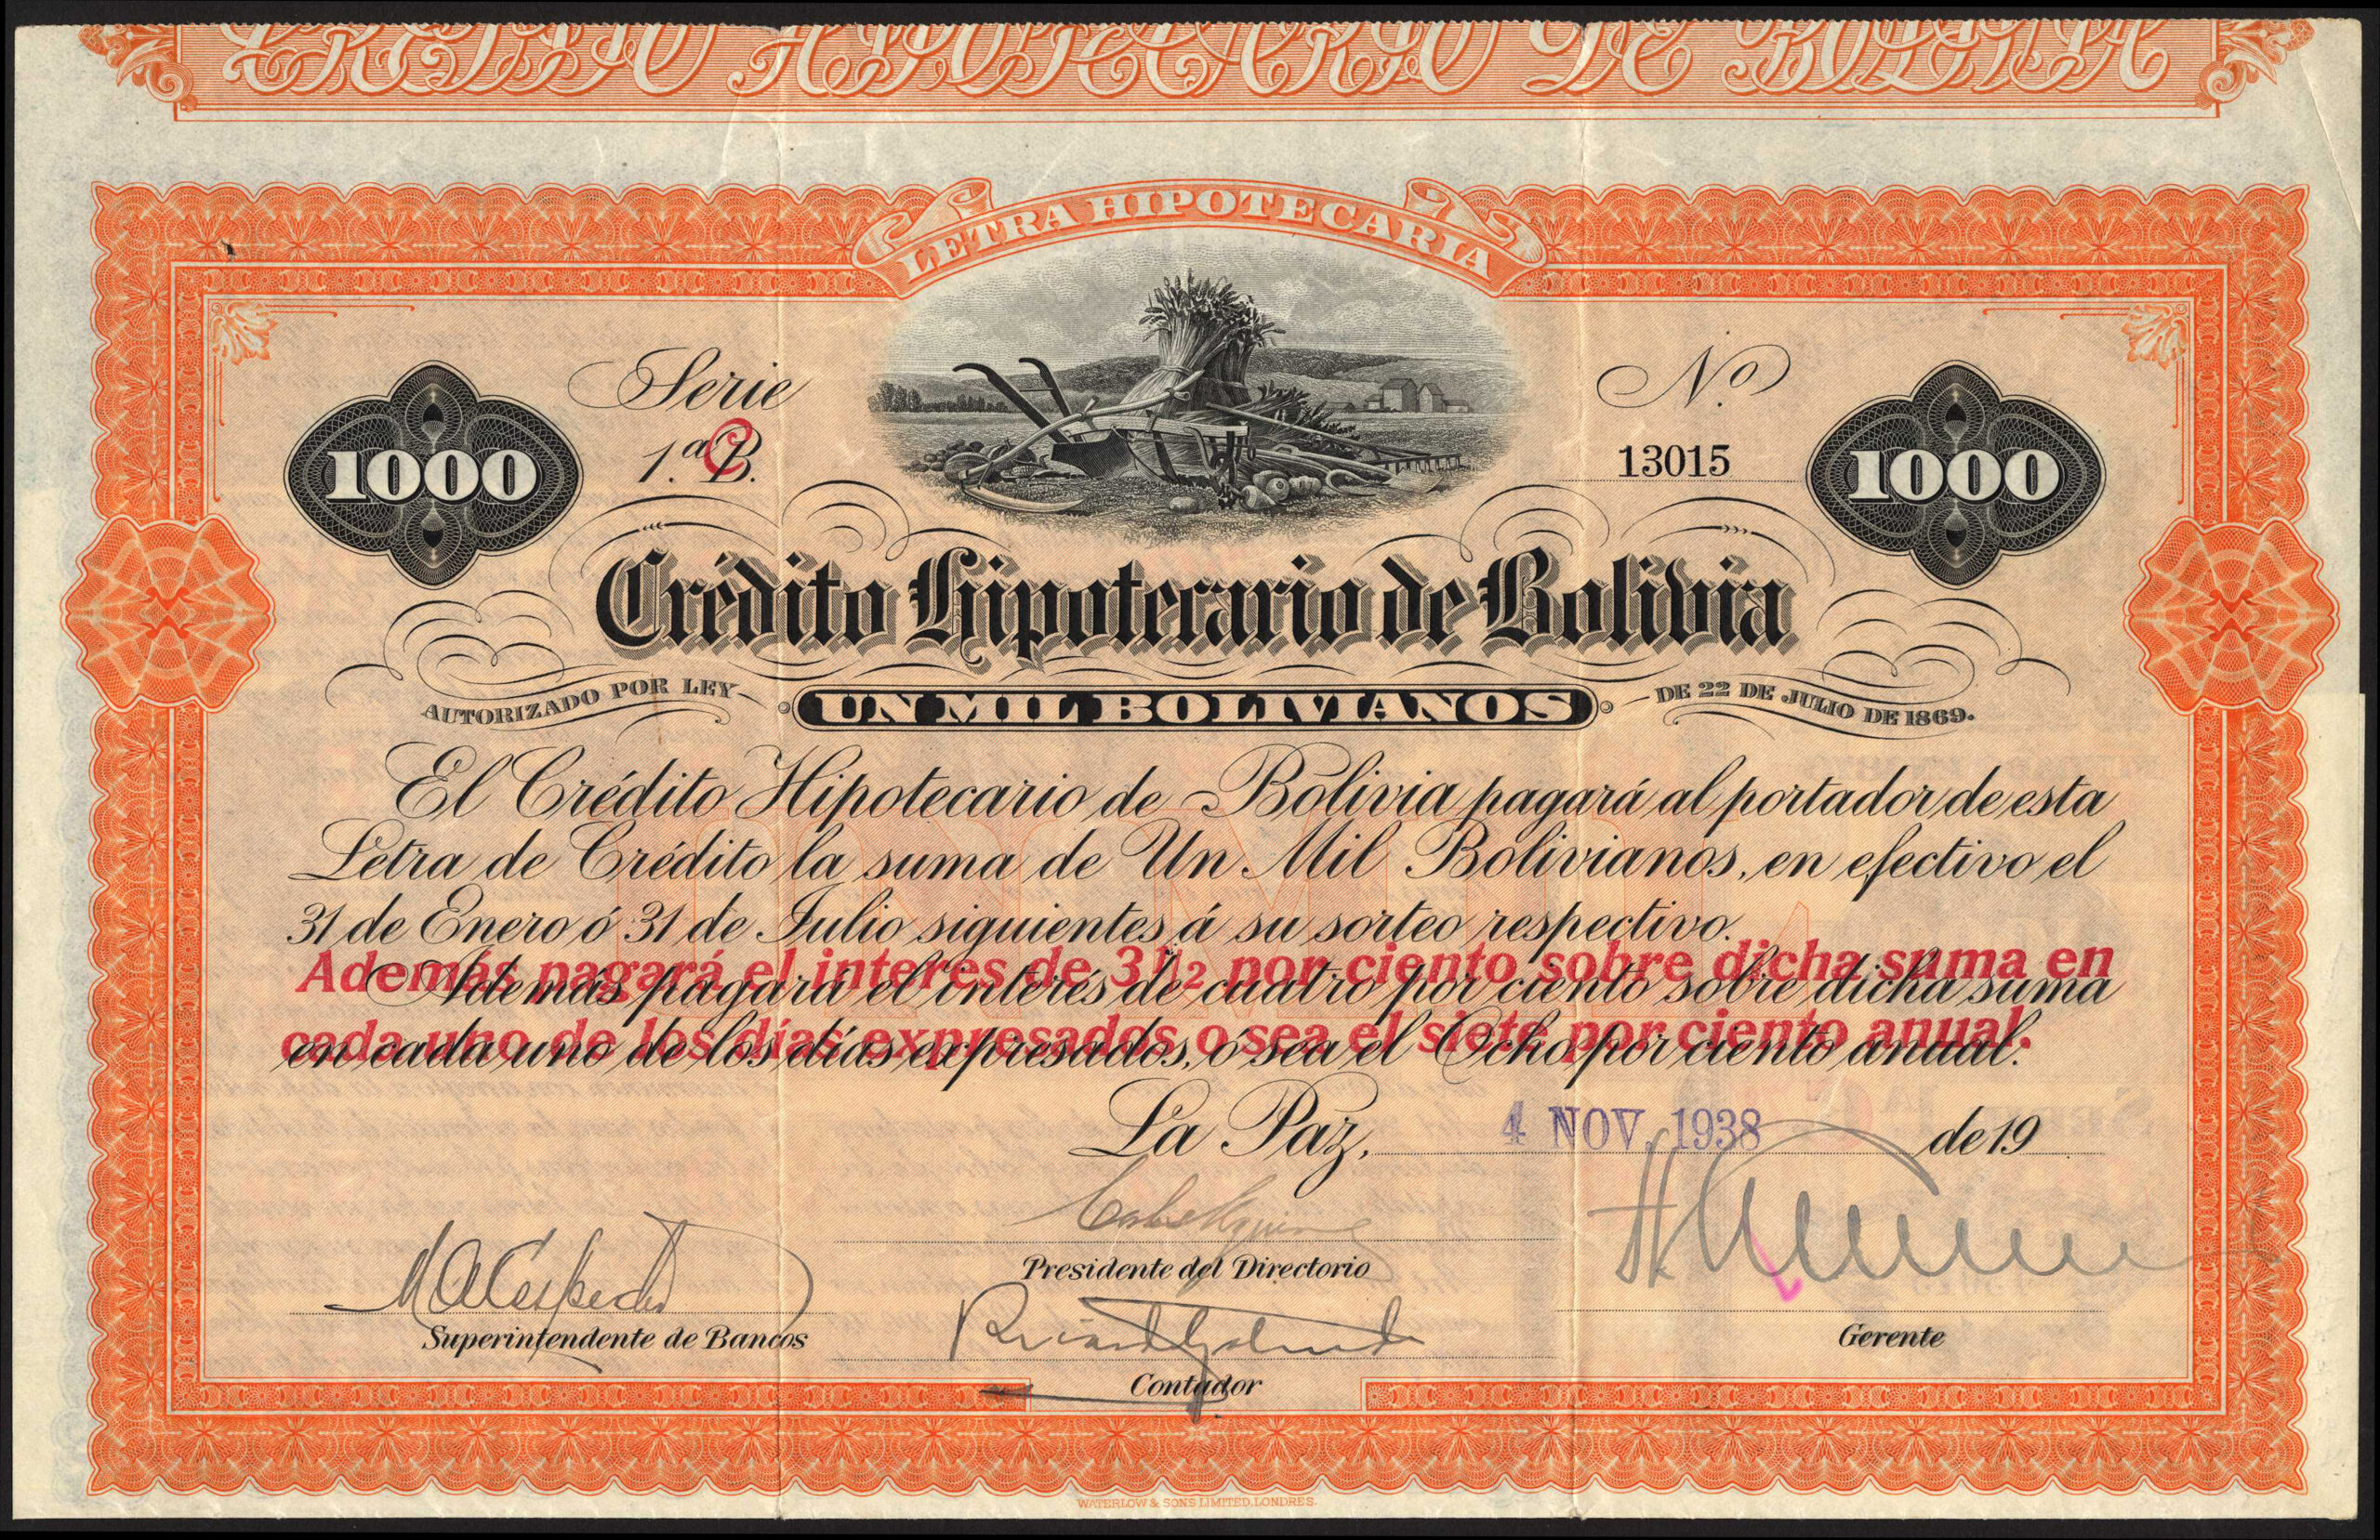 CREDITO HIPOTECARIO DE BOLIVIA
LETRA HIPOTECARIA
Serie
No.
1.ª B.
C
13015
1000
1000
Crédito Hipotecario de Bolivia
AUTORIZADO POR LEY
UN MIL BOLIVIANOS
DE 22 DE JULIO DE 1869.
El Crédito Hipotecario de Bolivia pagará al portador de esta
Letra de Crédito la suma de Un Mil Bolivianos, en efectivo el
31 de Enero ó 31 de Julio siguientes á su sorteo respectivo.
Además pagará el interes de 3½ por ciento sobre dicha suma en
Además pagará el interés de cuatro por ciento sobre dicha suma
cada uno de los días expresados, o sea el siete por ciento anual.
en cada uno de los días expresados, ó sea el Ocho por ciento anual.
La Paz, 4 NOV. 1938 de 19
Presidente del Directorio
Superintendente de Bancos
Gerente
Contador
WATERLOW & SONS LIMITED, LONDRES.